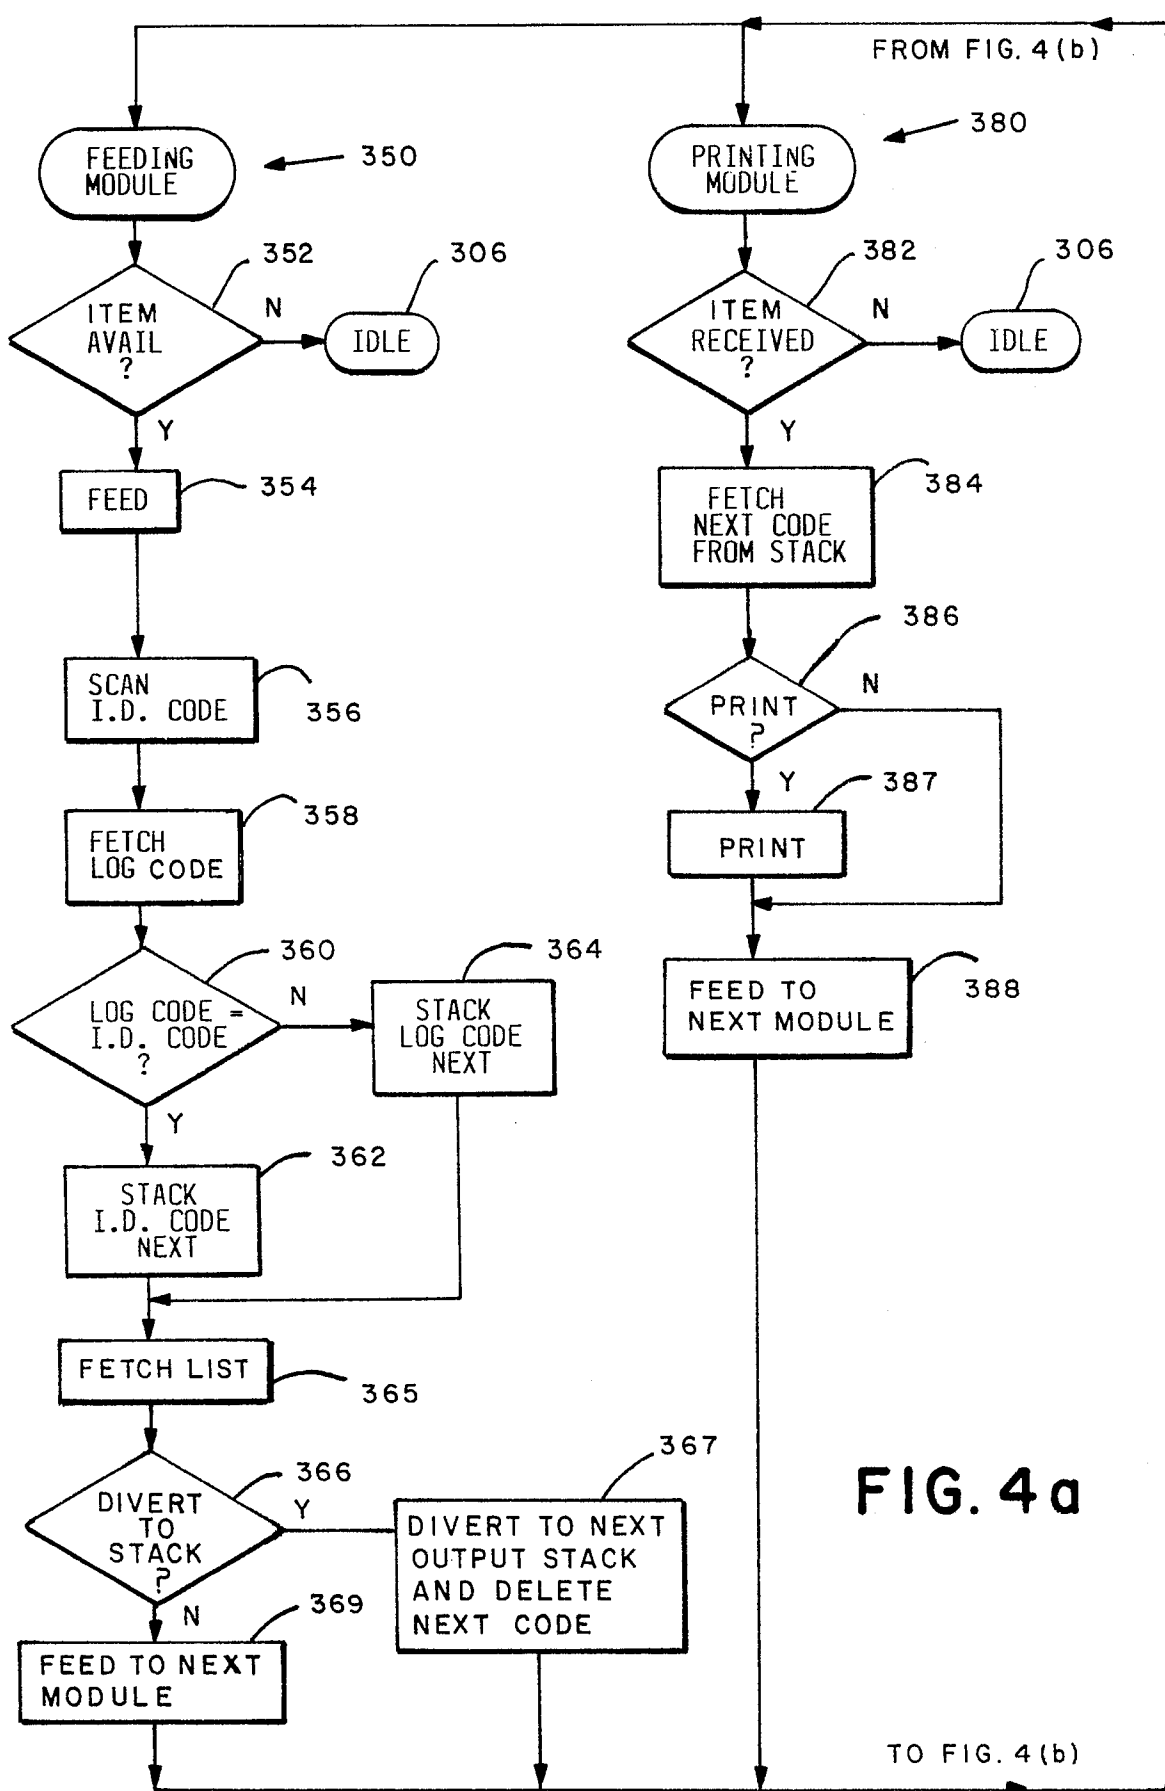 FROM FIG. 4(b)
FEEDING
MODULE
350
352
ITEM
AVAIL
?
N
306
IDLE
Y
FEED
354
SCAN
I.D. CODE
356
FETCH
LOG CODE
358
360
LOG CODE =
I.D. CODE
?
N
364
STACK
LOG CODE
NEXT
Y
362
STACK
I.D. CODE
NEXT
FETCH LIST
365
366
DIVERT
TO
STACK
?
Y
367
DIVERT TO NEXT
OUTPUT STACK
AND DELETE
NEXT CODE
N
369
FEED TO NEXT
MODULE
PRINTING
MODULE
380
382
ITEM
RECEIVED
?
N
306
IDLE
Y
384
FETCH
NEXT CODE
FROM STACK
386
PRINT
?
N
Y
387
PRINT
FEED TO
NEXT MODULE
388
FIG. 4a
TO FIG. 4(b)